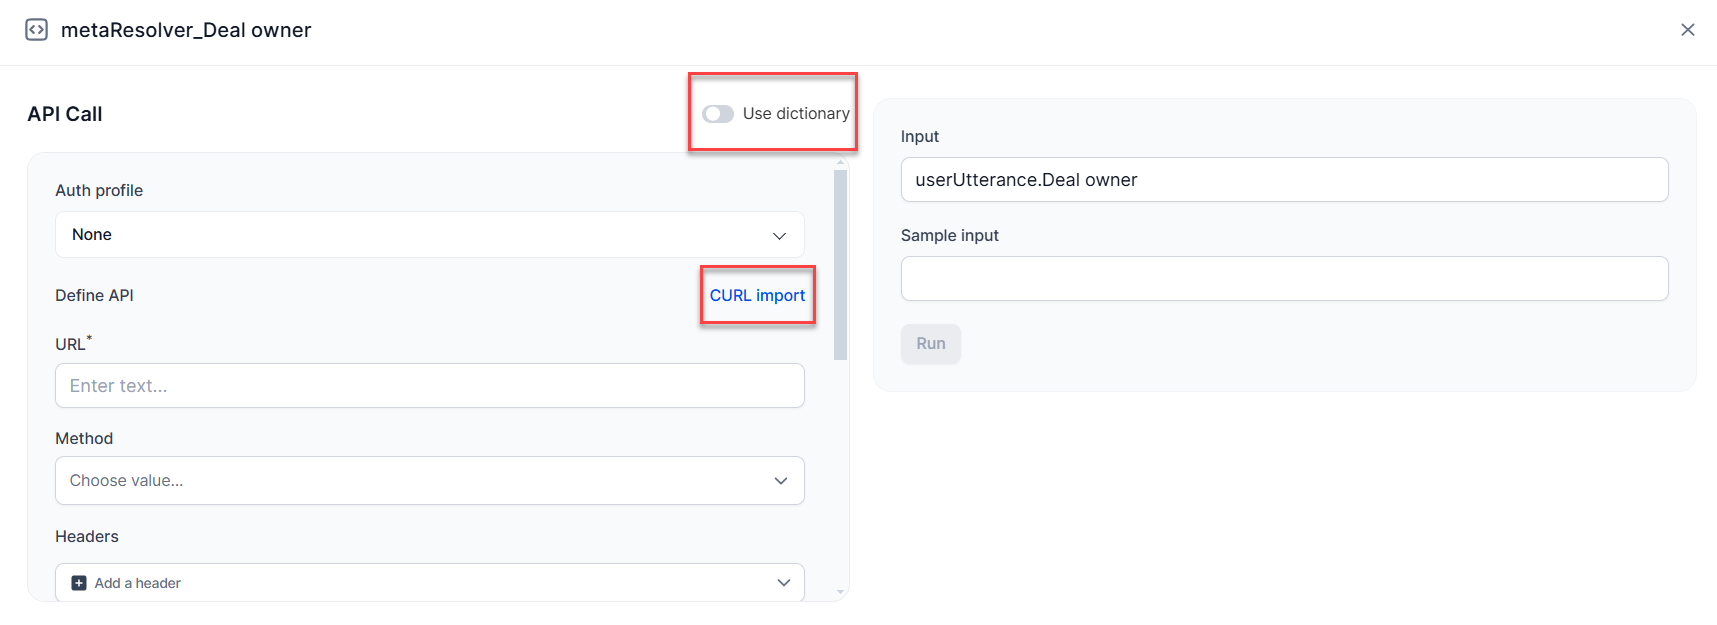 metaResolver_Deal owner
API Call
Use dictionary
Auth profile
None
Define API
CURL import
URL*
Enter text...
Method
Choose value...
Headers
Add a header
Input
userUtterance.Deal owner
Sample input
Run